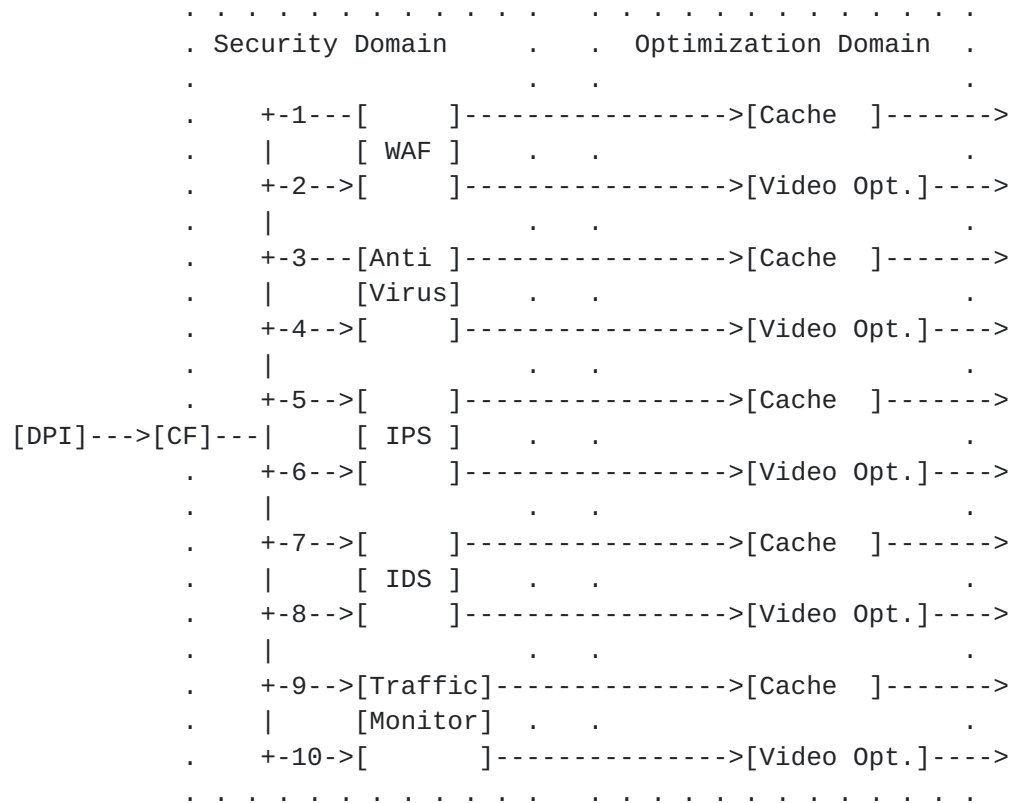 . . . . . . . . . . . .   . . . . . . . . . . . . .
            . Security Domain     .   .  Optimization Domain  .
            .                     .   .                       .
            .    +-1---[     ]----------------->[Cache  ]------->
            .    |     [ WAF ]    .   .                       .
            .    +-2-->[     ]----------------->[Video Opt.]---->
            .    |                .   .                       .
            .    +-3---[Anti ]----------------->[Cache  ]------->
            .    |     [Virus]    .   .                       .
            .    +-4-->[     ]----------------->[Video Opt.]---->
            .    |                .   .                       .
            .    +-5-->[     ]----------------->[Cache  ]------->
[DPI]--->[CF]---|     [ IPS ]    .   .                       .
            .    +-6-->[     ]----------------->[Video Opt.]---->
            .    |                .   .                       .
            .    +-7-->[     ]----------------->[Cache  ]------->
            .    |     [ IDS ]    .   .                       .
            .    +-8-->[     ]----------------->[Video Opt.]---->
            .    |                .   .                       .
            .    +-9-->[Traffic]--------------->[Cache  ]------->
            .    |     [Monitor]  .   .                       .
            .    +-10->[       ]--------------->[Video Opt.]---->
            . . . . . . . . . . . .   . . . . . . . . . . . . .